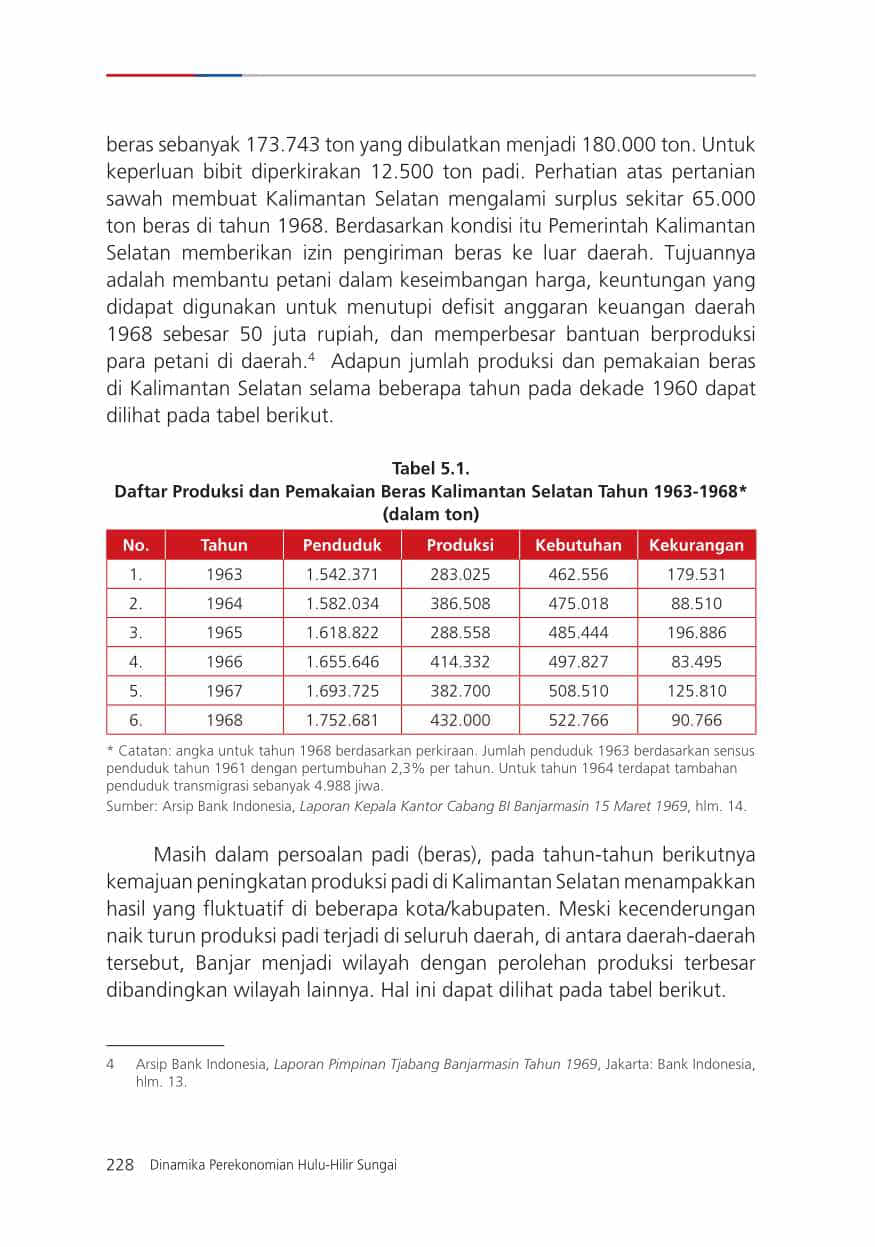 beras sebanyak 173.743 ton yang dibulatkan menjadi 180.000 ton. Untuk
keperluan bibit diperkirakan 12.500 ton padi. Perhatian atas pertanian
sawah membuat Kalimantan Selatan mengalami surplus sekitar 65.000
ton beras di tahun 1968. Berdasarkan kondisi itu Pemerintah Kalimantan
Selatan memberikan izin pengiriman beras ke luar daerah. Tujuannya
adalah membantu petani dalam keseimbangan harga, keuntungan yang
didapat digunakan untuk menutupi defisit anggaran keuangan daerah
1968 sebesar 50 juta rupiah, dan memperbesar bantuan berproduksi
para petani di daerah.4 Adapun jumlah produksi dan pemakaian beras
di Kalimantan Selatan selama beberapa tahun pada dekade 1960 dapat
dilihat pada tabel berikut.
Tabel 5.1.
Daftar Produksi dan Pemakaian Beras Kalimantan Selatan Tahun 1963-1968*
(dalam ton)
No. Tahun Penduduk Produksi Kebutuhan Kekurangan
1. 1963 1.542.371 283.025 462.556 179.531
2. 1964 1.582.034 386.508 475.018 88.510
3. 1965 1.618.822 288.558 485.444 196.886
4. 1966 1.655.646 414.332 497.827 83.495
5. 1967 1.693.725 382.700 508.510 125.810
6. 1968 1.752.681 432.000 522.766 90.766
* Catatan: angka untuk tahun 1968 berdasarkan perkiraan. Jumlah penduduk 1963 berdasarkan sensus
penduduk tahun 1961 dengan pertumbuhan 2,3% per tahun. Untuk tahun 1964 terdapat tambahan
penduduk transmigrasi sebanyak 4.988 jiwa.
Sumber: Arsip Bank Indonesia, Laporan Kepala Kantor Cabang BI Banjarmasin 15 Maret 1969, hlm. 14.
Masih dalam persoalan padi (beras), pada tahun-tahun berikutnya
kemajuan peningkatan produksi padi di Kalimantan Selatan menampakkan
hasil yang fluktuatif di beberapa kota/kabupaten. Meski kecenderungan
naik turun produksi padi terjadi di seluruh daerah, di antara daerah-daerah
tersebut, Banjar menjadi wilayah dengan perolehan produksi terbesar
dibandingkan wilayah lainnya. Hal ini dapat dilihat pada tabel berikut.
4 Arsip Bank Indonesia, Laporan Pimpinan Tjabang Banjarmasin Tahun 1969, Jakarta: Bank Indonesia,
hlm. 13.
228 Dinamika Perekonomian Hulu-Hilir Sungai